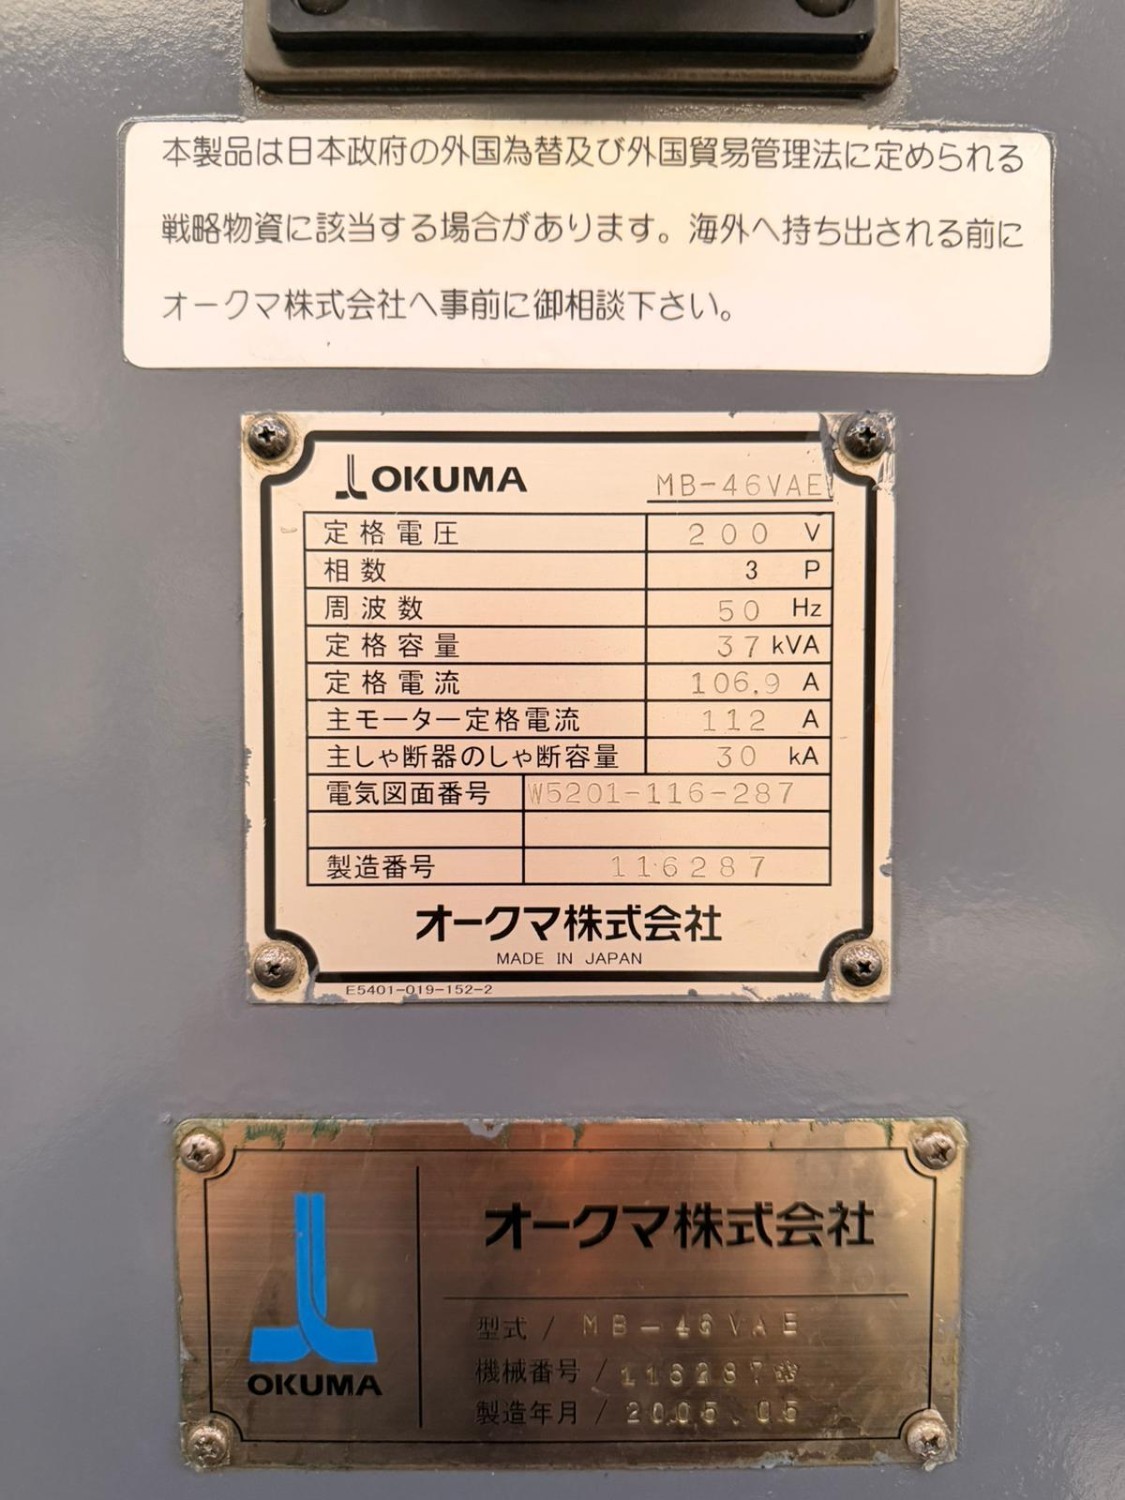 本製品は日本政府の外国為替及び外国貿易管理法に定められる
戦略物資に該当する場合があります。海外へ持ち出される前に
オークマ株式会社へ事前に御相談下さい。
OKUMA MB-46VAE
定格電圧 200 V
相数 3 P
周波数 50 Hz
定格容量 37 kVA
定格電流 106.9 A
主モーター定格電流 112 A
主しゃ断器のしゃ断容量 30 kA
電気図面番号 W5201-116-287
製造番号 116287
オークマ株式会社
MADE IN JAPAN
E5401-019-152-2
オークマ株式会社
型式 / MB-46VAE
機械番号 / 116287
製造年月 / 2005.05
OKUMA